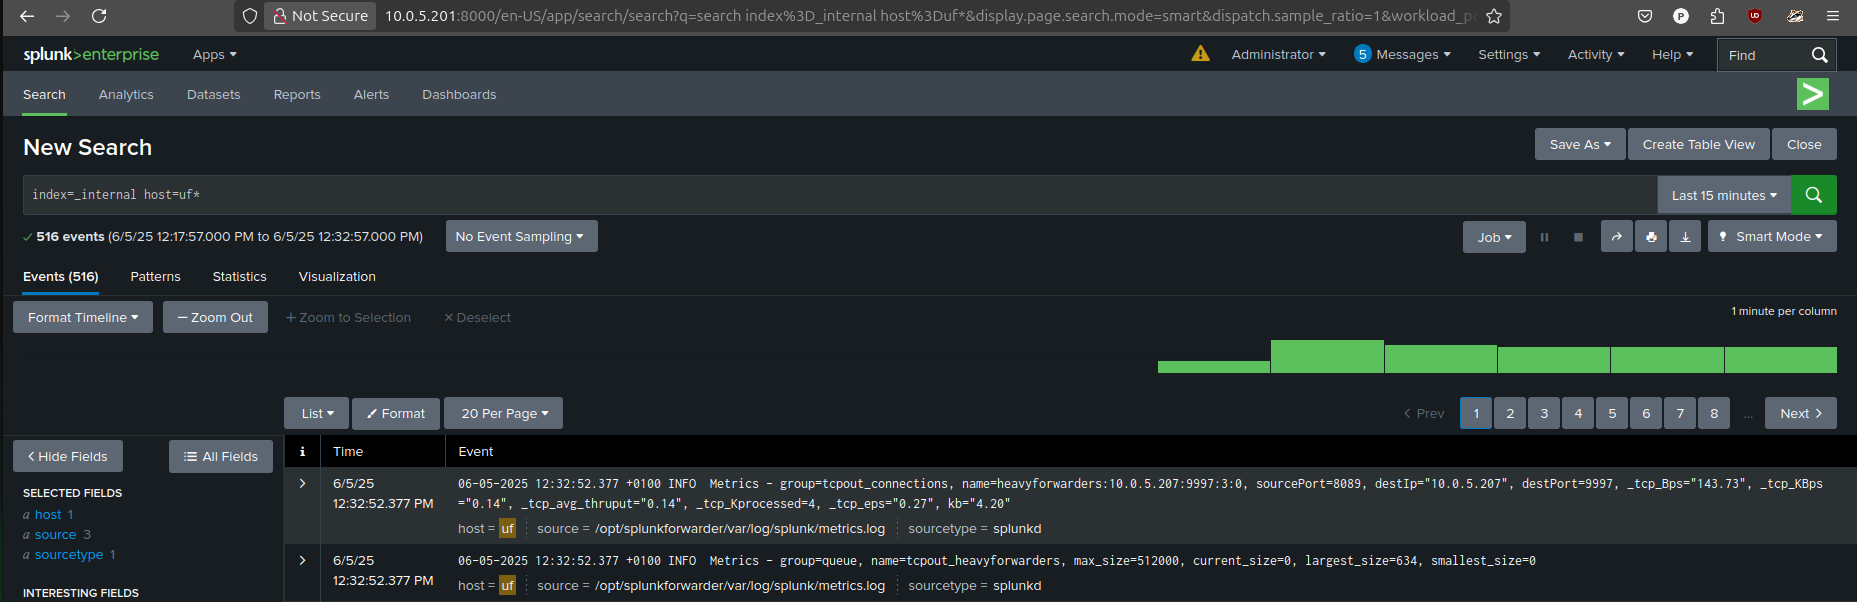 Not Secure 10.0.5.201:8000/en-US/app/search/search?q=search index%3D_internal host%3Duf*&display.page.search.mode=smart&dispatch.sample_ratio=1&workload_po
splunk>enterprise Apps Administrator 5 Messages Settings Activity Help Find
Search Analytics Datasets Reports Alerts Dashboards
New Search Save As Create Table View Close
index=_internal host=uf* Last 15 minutes
516 events (6/5/25 12:17:57.000 PM to 6/5/25 12:32:57.000 PM) No Event Sampling Job Smart Mode
Events (516) Patterns Statistics Visualization
Format Timeline — Zoom Out + Zoom to Selection × Deselect 1 minute per column
List Format 20 Per Page < Prev 1 2 3 4 5 6 7 8 ... Next >
< Hide Fields All Fields i Time Event
SELECTED FIELDS
a host 1
a source 3
a sourcetype 1
INTERESTING FIELDS
> 6/5/25
12:32:52.377 PM
06-05-2025 12:32:52.377 +0100 INFO Metrics - group=tcpout_connections, name=heavyforwarders:10.0.5.207:9997:3:0, sourcePort=8089, destIp="10.0.5.207", destPort=9997, _tcp_Bps="143.73", _tcp_KBps
="0.14", _tcp_avg_thruput="0.14", _tcp_Kprocessed=4, _tcp_eps="0.27", kb="4.20"
host = uf source = /opt/splunkforwarder/var/log/splunk/metrics.log sourcetype = splunkd
> 6/5/25
12:32:52.377 PM
06-05-2025 12:32:52.377 +0100 INFO Metrics - group=queue, name=tcpout_heavyforwarders, max_size=512000, current_size=0, largest_size=634, smallest_size=0
host = uf source = /opt/splunkforwarder/var/log/splunk/metrics.log sourcetype = splunkd